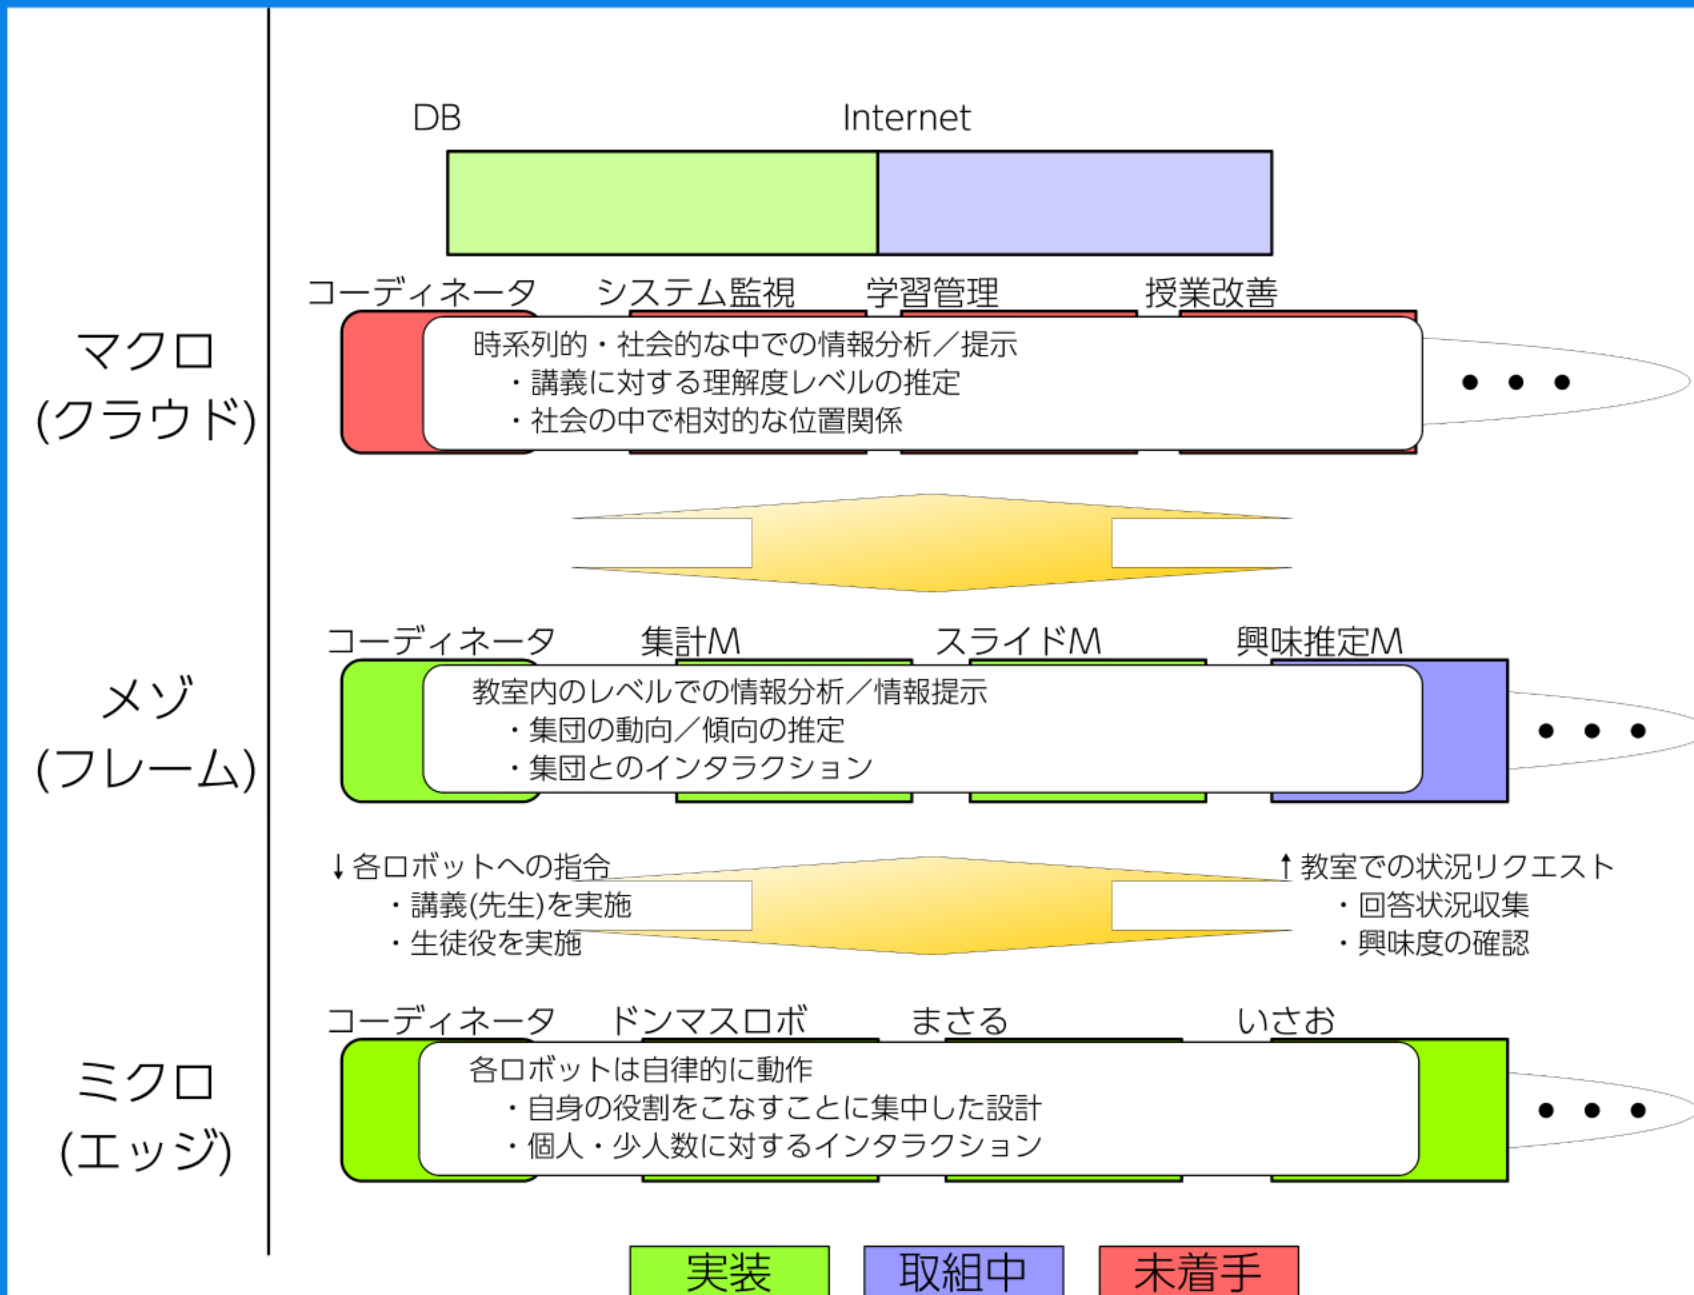 DB
Internet
コーディネータ
システム監視
学習管理
授業改善
マクロ
(クラウド)
時系列的・社会的な中での情報分析／提示
・講義に対する理解度レベルの推定
・社会の中で相対的な位置関係
コーディネータ
集計M
スライドM
興味推定M
メゾ
(フレーム)
教室内のレベルでの情報分析／情報提示
・集団の動向／傾向の推定
・集団とのインタラクション
↓各ロボットへの指令
・講義(先生)を実施
・生徒役を実施
↑教室での状況リクエスト
・回答状況収集
・興味度の確認
コーディネータ
ドンマスロボ
まさる
いさお
ミクロ
(エッジ)
各ロボットは自律的に動作
・自身の役割をこなすことに集中した設計
・個人・少人数に対するインタラクション
実装
取組中
未着手